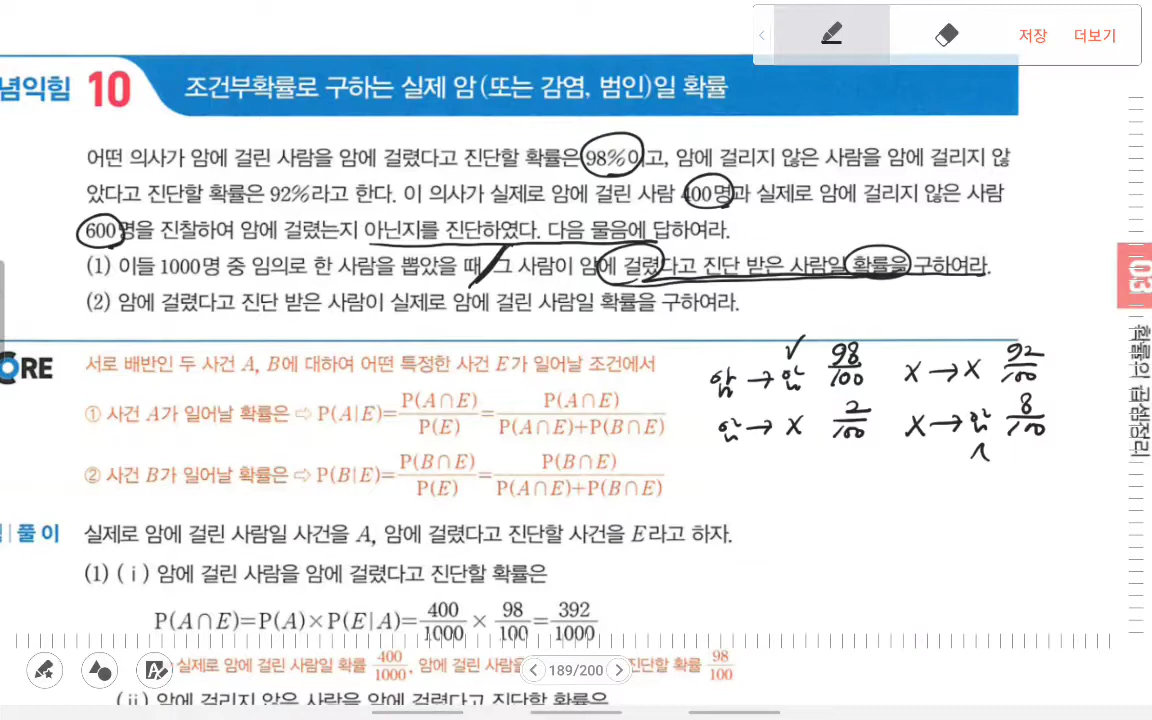 저장 더보기
념익힘 10 조건부확률로 구하는 실제 암(또는 감염, 범인)일 확률
어떤 의사가 암에 걸린 사람을 암에 걸렸다고 진단할 확률은 98%이고, 암에 걸리지 않은 사람을 암에 걸리지 않
았다고 진단할 확률은 92%라고 한다. 이 의사가 실제로 암에 걸린 사람 400명과 실제로 암에 걸리지 않은 사람
600명을 진찰하여 암에 걸렸는지 아닌지를 진단하였다. 다음 물음에 답하여라.
(1) 이들 1000명 중 임의로 한 사람을 뽑았을 때, 그 사람이 암에 걸렸다고 진단 받은 사람일 확률을 구하여라.
(2) 암에 걸렸다고 진단 받은 사람이 실제로 암에 걸린 사람일 확률을 구하여라.
03
확률의 곱셈정리
ORE 서로 배반인 두 사건 A, B에 대하여 어떤 특정한 사건 E가 일어날 조건에서
① 사건 A가 일어날 확률은 ⇨ P(A|E)=P(A∩E)/P(E)=P(A∩E)/P(A∩E)+P(B∩E)
② 사건 B가 일어날 확률은 ⇨ P(B|E)=P(B∩E)/P(E)=P(B∩E)/P(A∩E)+P(B∩E)
암→암 98/100 X→X 92/100
암→X 2/100 X→암 8/100
풀이 실제로 암에 걸린 사람일 사건을 A, 암에 걸렸다고 진단할 사건을 E라고 하자.
(1) (ⅰ) 암에 걸린 사람을 암에 걸렸다고 진단할 확률은
P(A∩E)=P(A)×P(E|A)=400/1000×98/100=392/1000
실제로 암에 걸린 사람일 확률 400/1000, 암에 걸린 사람을 진단할 확률 98/100
189/200
(ⅱ) 암에 걸리지 않은 사람을 암에 걸렸다고 진단할 확률은